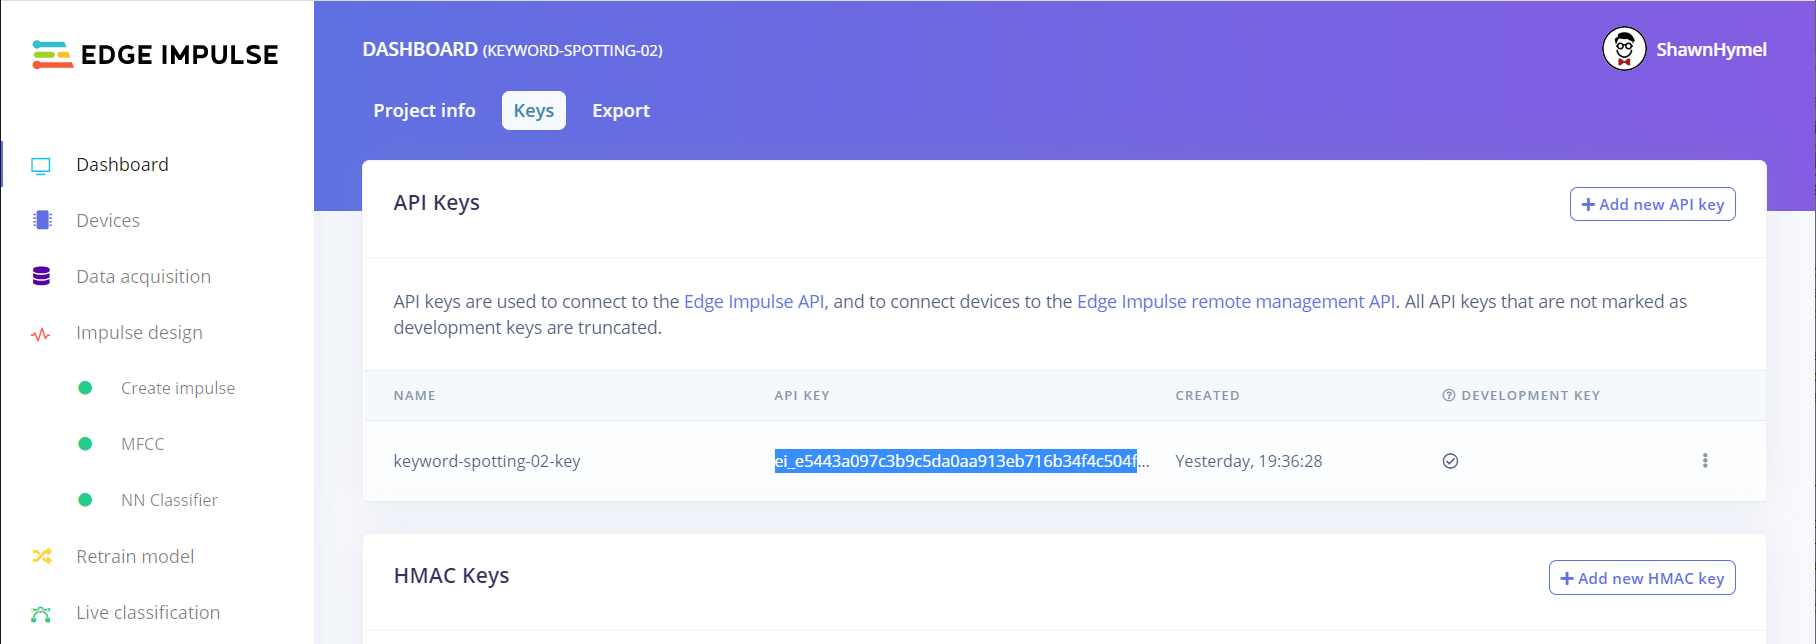 EDGE IMPULSE
Dashboard
Devices
Data acquisition
Impulse design
Create impulse
MFCC
NN Classifier
Retrain model
Live classification
DASHBOARD (KEYWORD-SPOTTING-02)
ShawnHymel
Project info Keys Export
API Keys
+ Add new API key
API keys are used to connect to the Edge Impulse API, and to connect devices to the Edge Impulse remote management API. All API keys that are not marked as
development keys are truncated.
NAME API KEY CREATED ? DEVELOPMENT KEY
keyword-spotting-02-key ei_e5443a097c3b9c5da0aa913eb716b34f4c504f... Yesterday, 19:36:28
HMAC Keys
+ Add new HMAC key